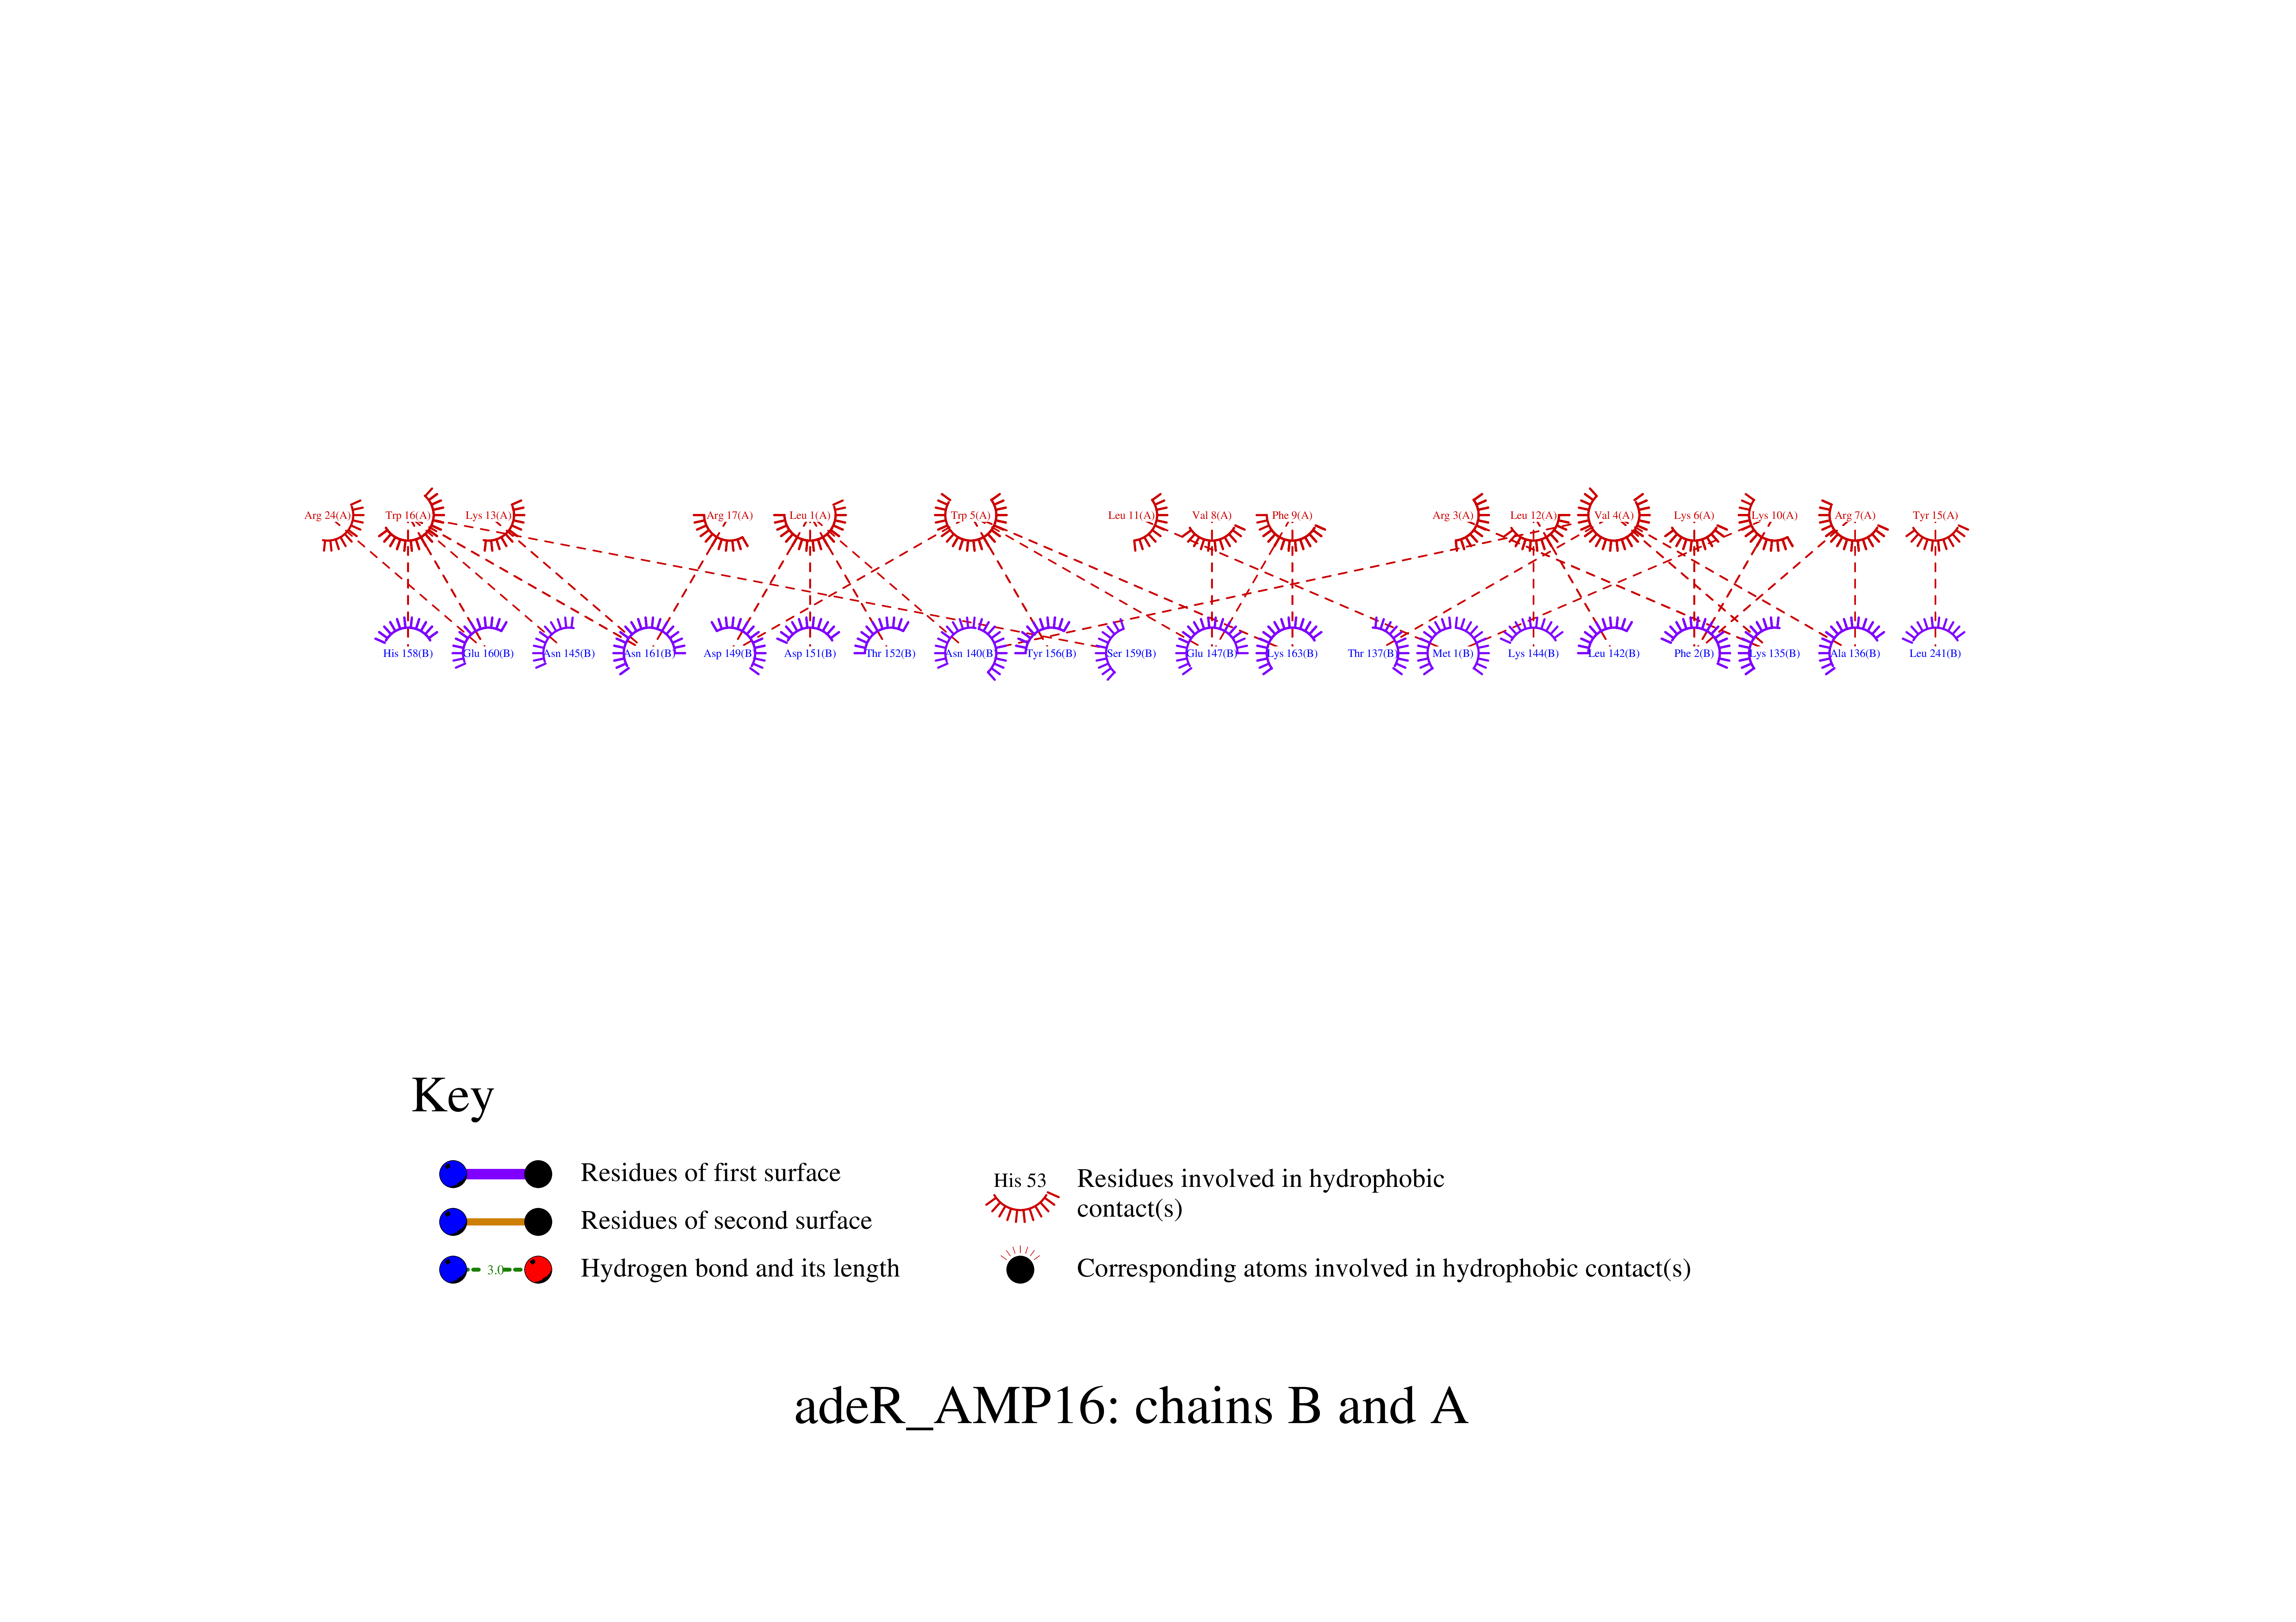 Arg 24(A) Trp 16(A) Lys 13(A) Arg 17(A) Leu 1(A) Trp 5(A) Leu 11(A) Val 8(A) Phe 9(A) Arg 3(A) Leu 12(A) Val 4(A) Lys 6(A) Lys 10(A) Arg 7(A) Tyr 15(A)
His 158(B) Glu 160(B) Asn 145(B) Asn 161(B) Asp 149(B) Asp 151(B) Thr 152(B) Asn 140(B) Tyr 156(B) Ser 159(B) Glu 147(B) Lys 163(B) Thr 137(B) Met 1(B) Lys 144(B) Leu 142(B) Phe 2(B) Lys 135(B) Ala 136(B) Leu 241(B)
Key
Residues of first surface
Residues of second surface
3.0 Hydrogen bond and its length
His 53 Residues involved in hydrophobic
contact(s)
Corresponding atoms involved in hydrophobic contact(s)
adeR_AMP16: chains B and A